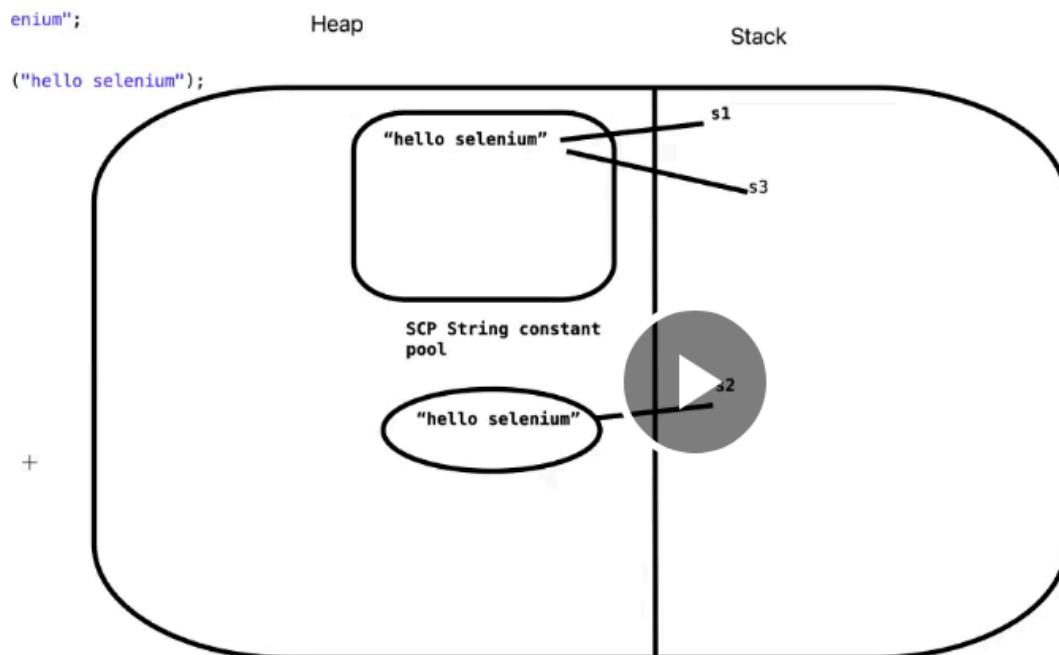 enium";
Heap
Stack
("hello selenium");
“hello selenium”
s1
s3
SCP String constant
pool
s2
“hello selenium”